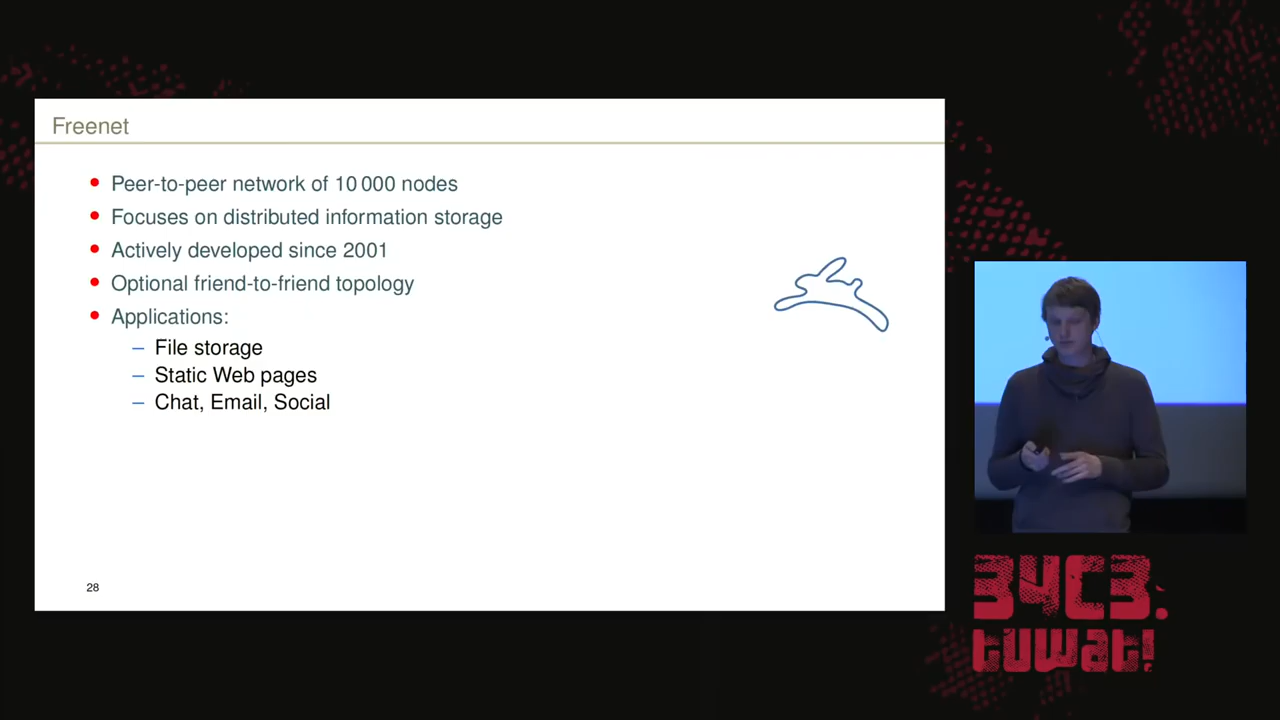 Freenet
• Peer-to-peer network of 10 000 nodes
• Focuses on distributed information storage
• Actively developed since 2001
• Optional friend-to-friend topology
• Applications:
– File storage
– Static Web pages
– Chat, Email, Social
28
34C3.
tuwat!